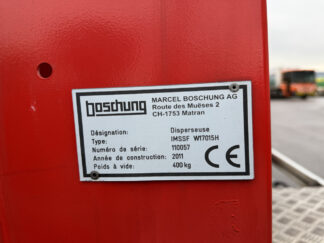 boschung
MARCEL BOSCHUNG AG
Route des Muëses 2
CH-1753 Matran
Désignation: Disperseuse
Type: IMSSF W17015H
Numéro de série: 110057
Année de construction: 2011
Poids à vide: 400kg
CE